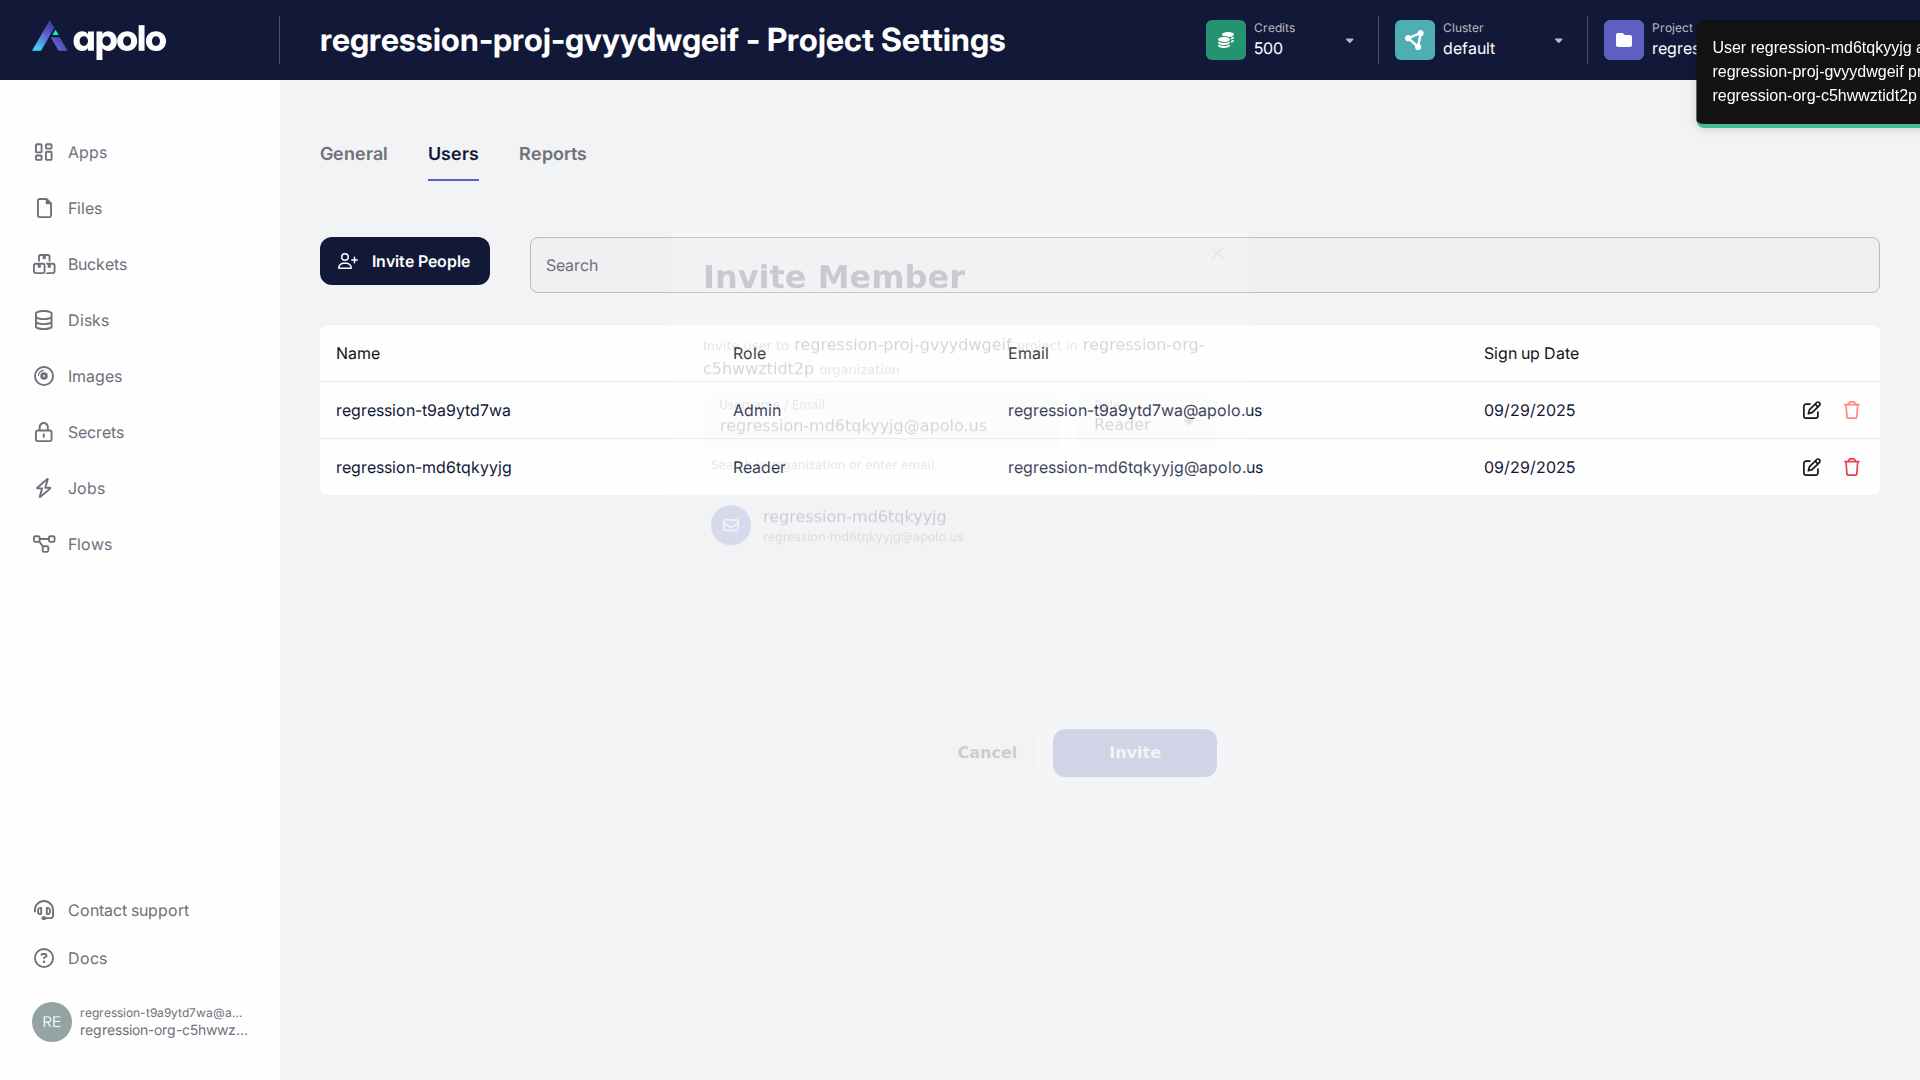 apolo
regression-proj-gvyydwgeif - Project Settings
Credits
500
Cluster
default
Project
regres
User regression-md6tqkyyjg a
regression-proj-gvyydwgeif pr
regression-org-c5hwwztidt2p
Apps
Files
Buckets
Disks
Images
Secrets
Jobs
Flows
Contact support
Docs
RE
regression-t9a9ytd7wa@a...
regression-org-c5hwwz...
General
Users
Reports
Invite People
Search
Name
Role
Email
Sign up Date
regression-t9a9ytd7wa
Admin
regression-t9a9ytd7wa@apolo.us
09/29/2025
regression-md6tqkyyjg
Reader
regression-md6tqkyyjg@apolo.us
09/29/2025
Invite Member
Invite user to regression-proj-gvyydwgeif project in regression-org-
c5hwwztidt2p organization
Username / Email
regression-md6tqkyyjg@apolo.us
Role
Reader
Search in organization or enter email
regression-md6tqkyyjg
regression-md6tqkyyjg@apolo.us
Cancel
Invite